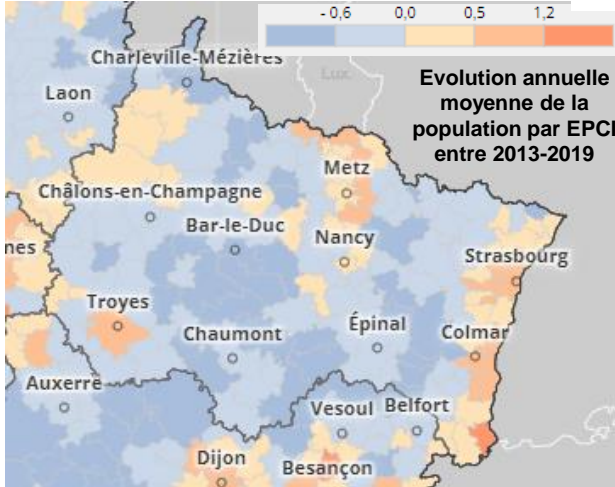 - 0,6 0,0 0,5 1,2
Evolution annuelle
moyenne de la
population par EPCI
entre 2013-2019
Charleville-Mézières
Lux.
Laon
Metz
Châlons-en-Champagne
Bar-le-Duc
Nancy
nes
Strasbourg
Troyes
Chaumont
Épinal
Colmar
Auxerre
Vesoul Belfort
Dijon
Besançon